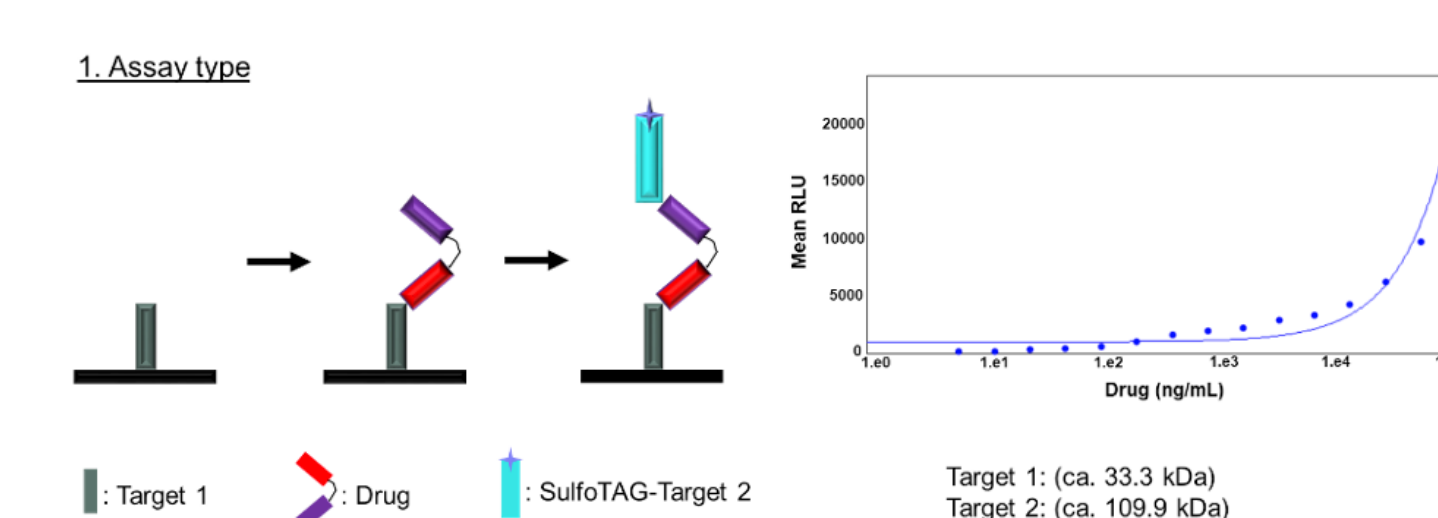 1. Assay type
20000
15000
10000
5000
0
Mean RLU
1.e0 1.e1 1.e2 1.e3 1.e4
Drug (ng/mL)
: Target 1
: Drug
: SulfoTAG-Target 2
Target 1: (ca. 33.3 kDa)
Target 2: (ca. 109.9 kDa)